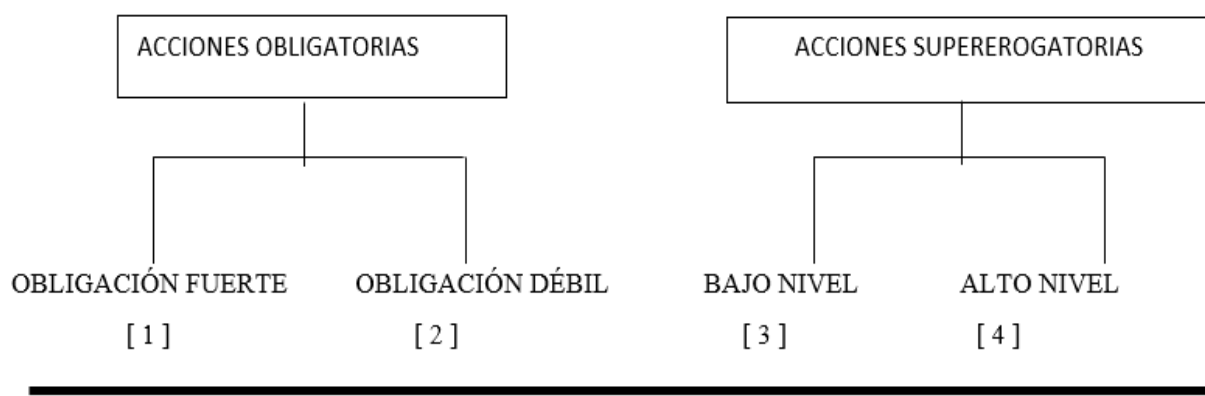 ACCIONES OBLIGATORIAS
ACCIONES SUPEREROGATORIAS
OBLIGACIÓN FUERTE
OBLIGACIÓN DÉBIL
BAJO NIVEL
ALTO NIVEL
[ 1 ]
[ 2 ]
[ 3 ]
[ 4 ]